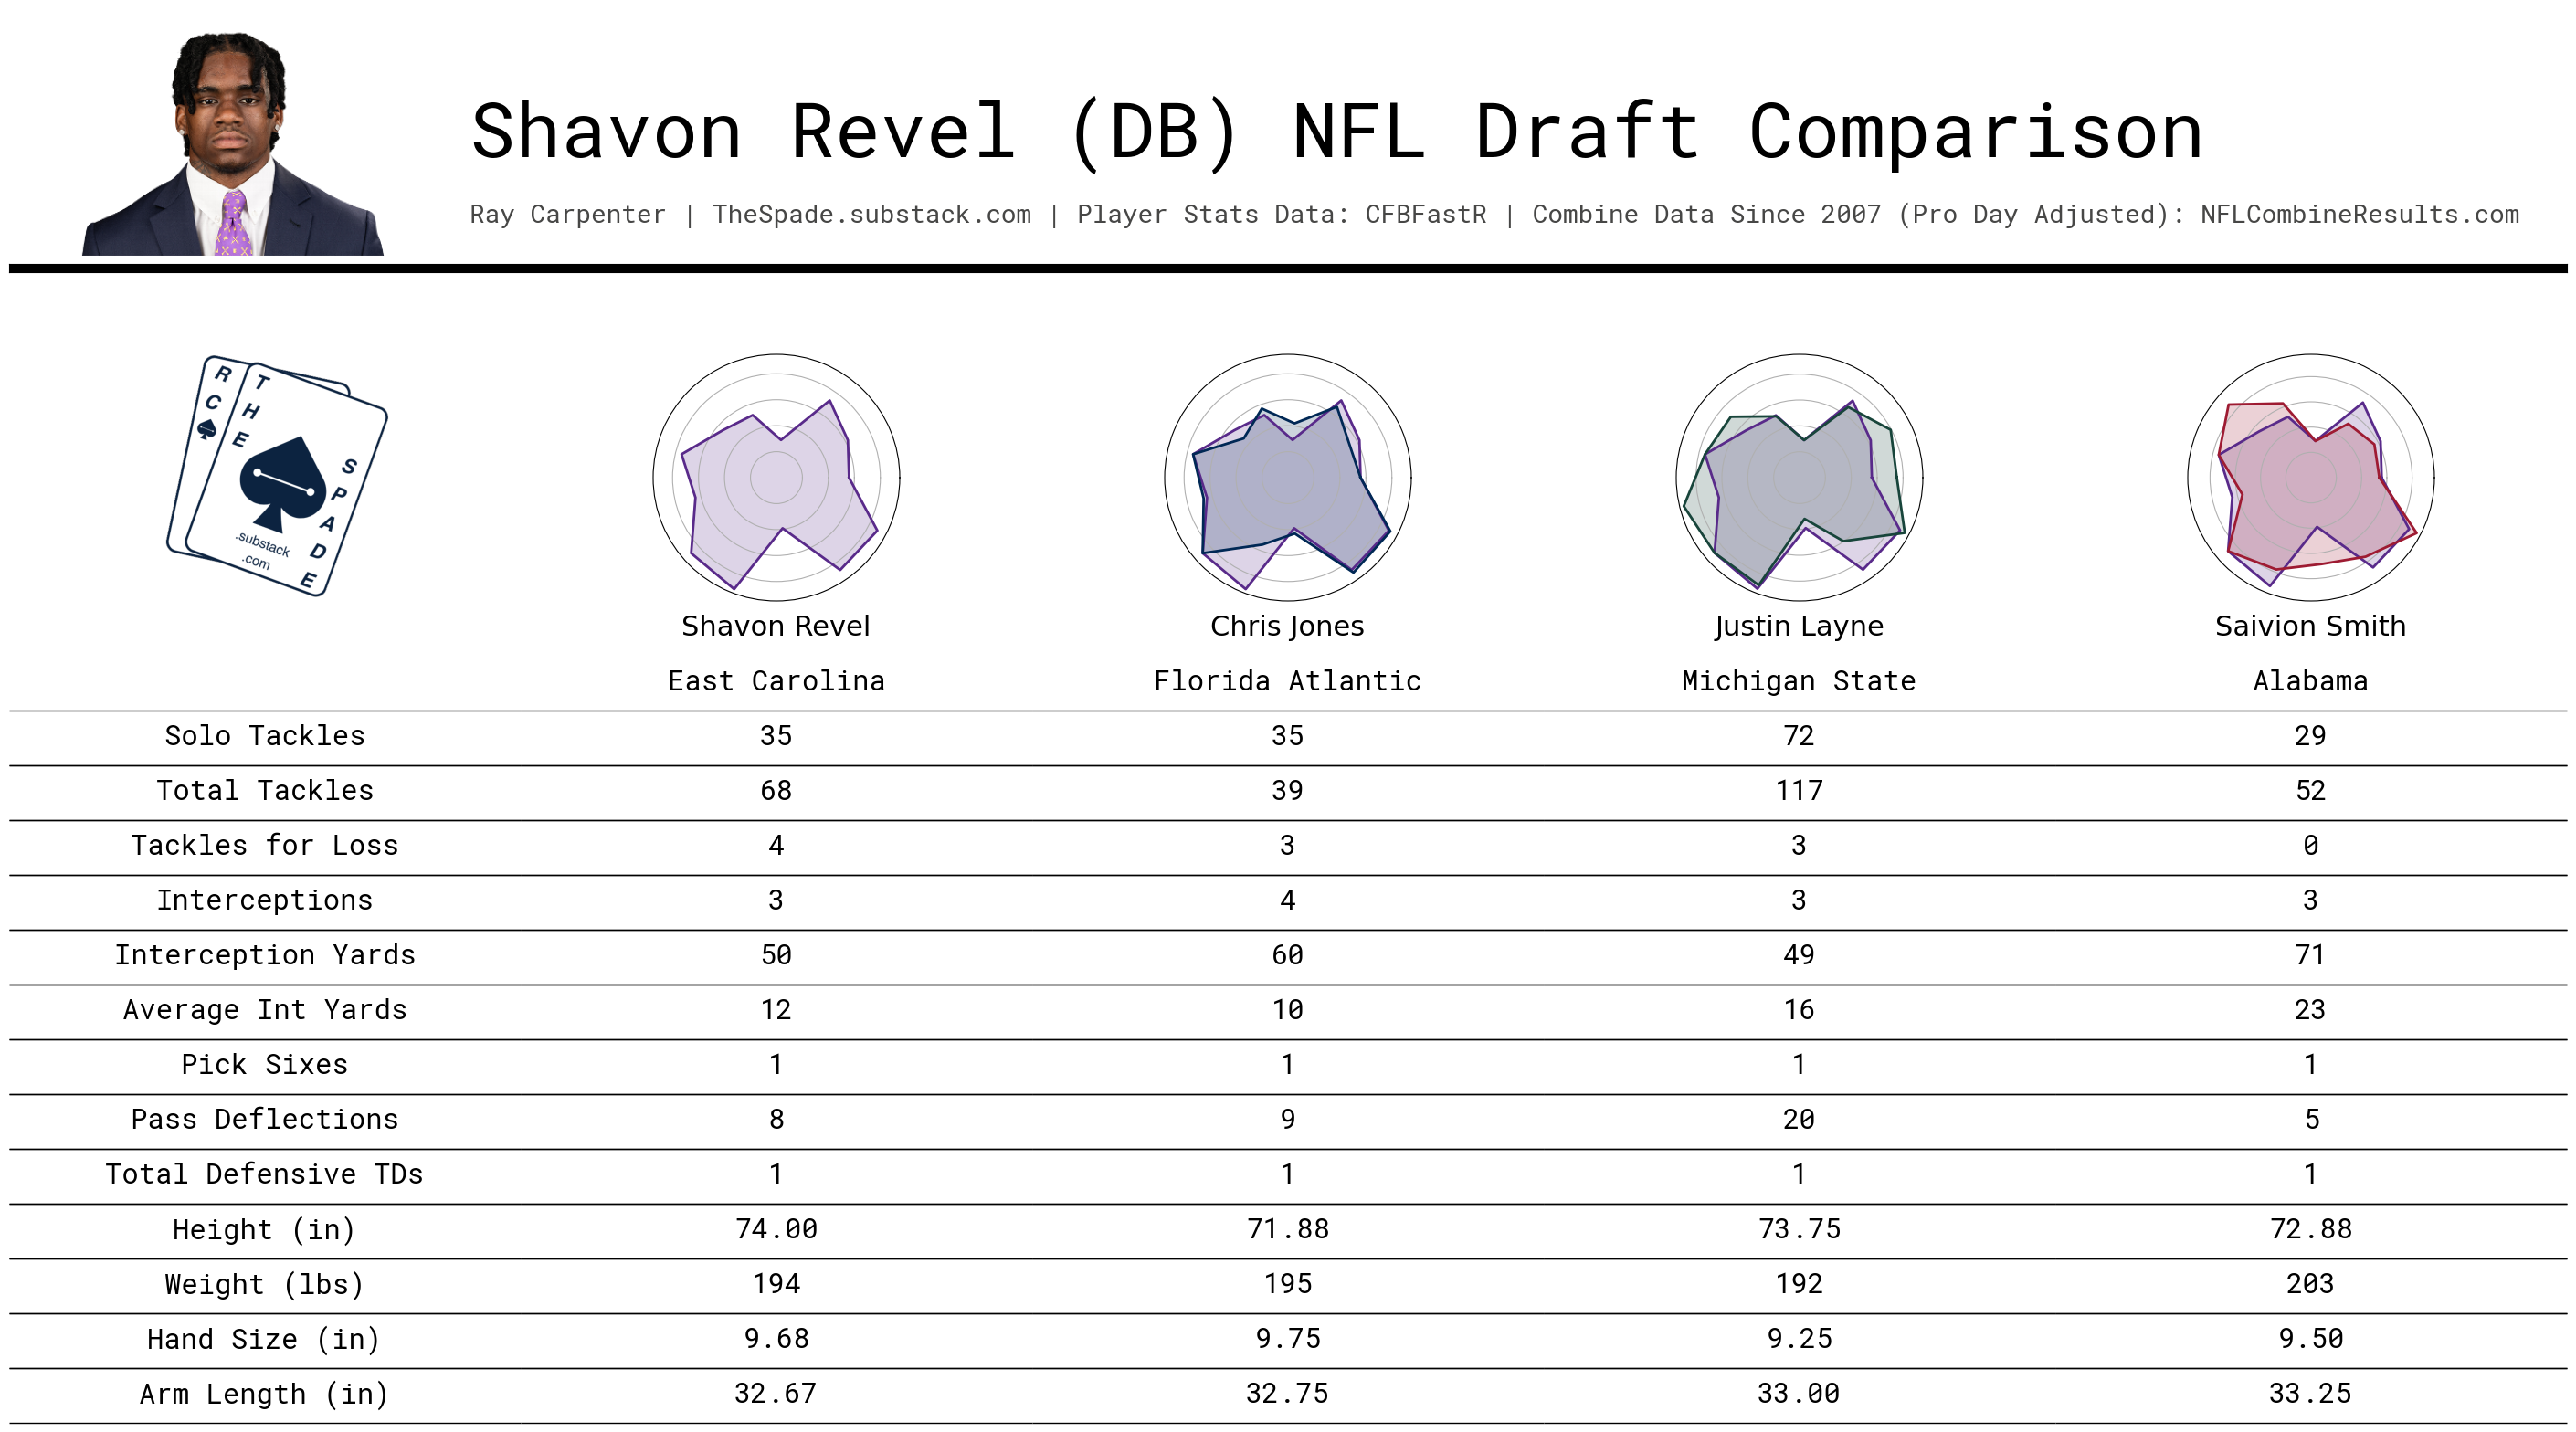 Shavon Revel (DB) NFL Draft Comparison
Ray Carpenter | TheSpade.substack.com | Player Stats Data: CFBFastR | Combine Data Since 2007 (Pro Day Adjusted): NFLCombineResults.com
RC
THE
SPADE
.substack
.com
Shavon Revel Chris Jones Justin Layne Saivion Smith
East Carolina Florida Atlantic Michigan State Alabama
Solo Tackles 35 35 72 29
Total Tackles 68 39 117 52
Tackles for Loss 4 3 3 0
Interceptions 3 4 3 3
Interception Yards 50 60 49 71
Average Int Yards 12 10 16 23
Pick Sixes 1 1 1 1
Pass Deflections 8 9 20 5
Total Defensive TDs 1 1 1 1
Height (in) 74.00 71.88 73.75 72.88
Weight (lbs) 194 195 192 203
Hand Size (in) 9.68 9.75 9.25 9.50
Arm Length (in) 32.67 32.75 33.00 33.25